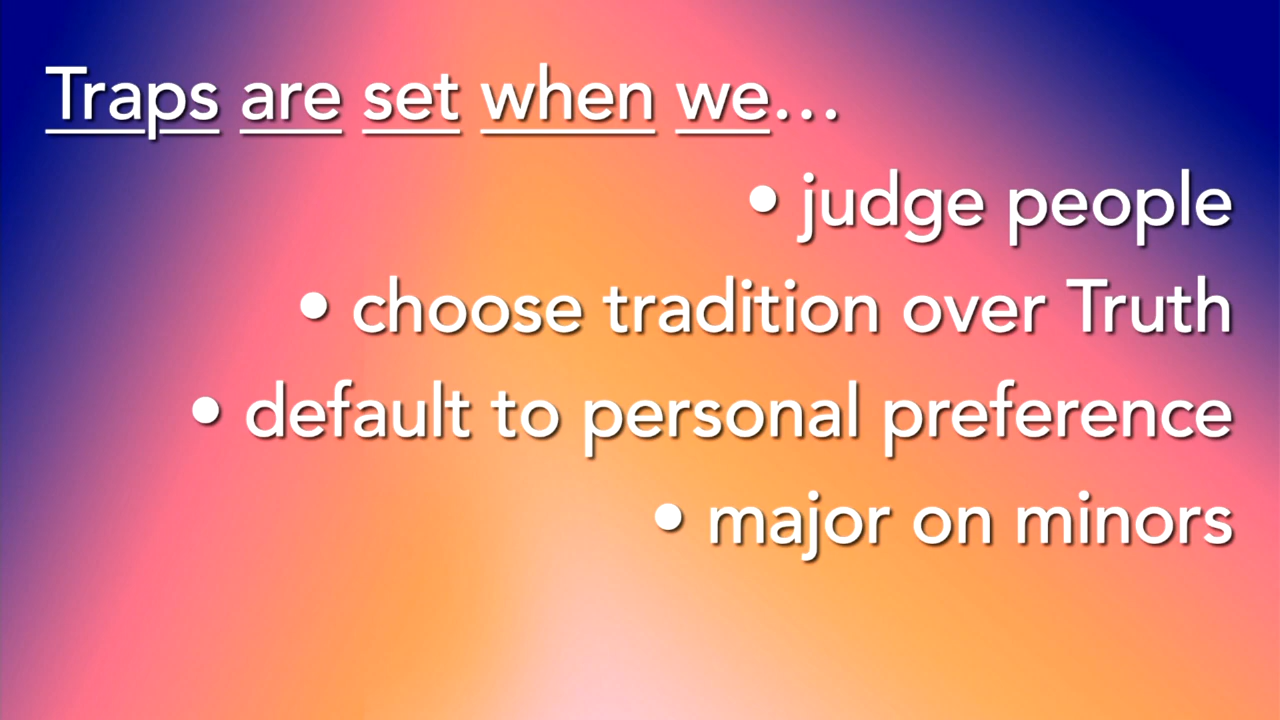 Traps are set when we...
• judge people
• choose tradition over Truth
• default to personal preference
• major on minors